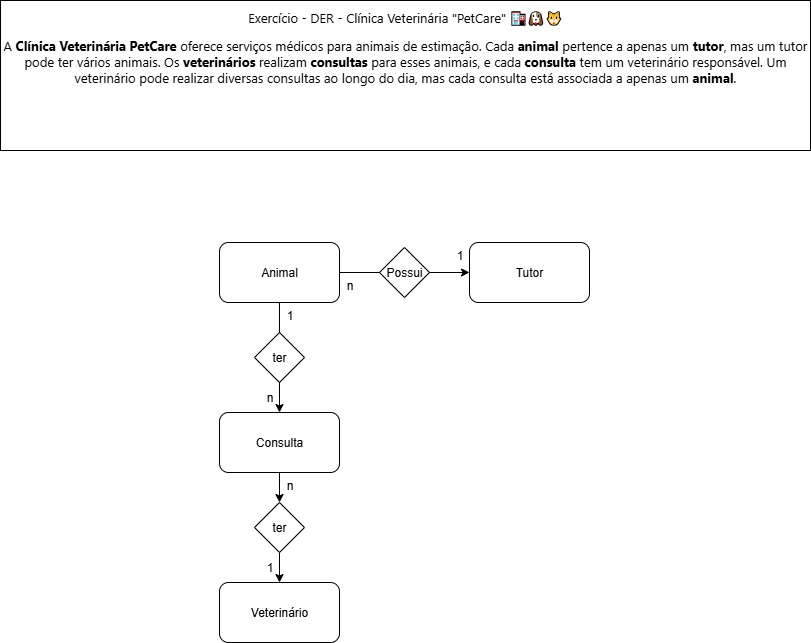 Exercício - DER - Clínica Veterinária "PetCare" 🏥🐶🐱
A Clínica Veterinária PetCare oferece serviços médicos para animais de estimação. Cada animal pertence a apenas um tutor, mas um tutor
pode ter vários animais. Os veterinários realizam consultas para esses animais, e cada consulta tem um veterinário responsável. Um
veterinário pode realizar diversas consultas ao longo do dia, mas cada consulta está associada a apenas um animal.
1
Animal
Possui
Tutor
n
1
ter
n
Consulta
n
ter
1
Veterinário